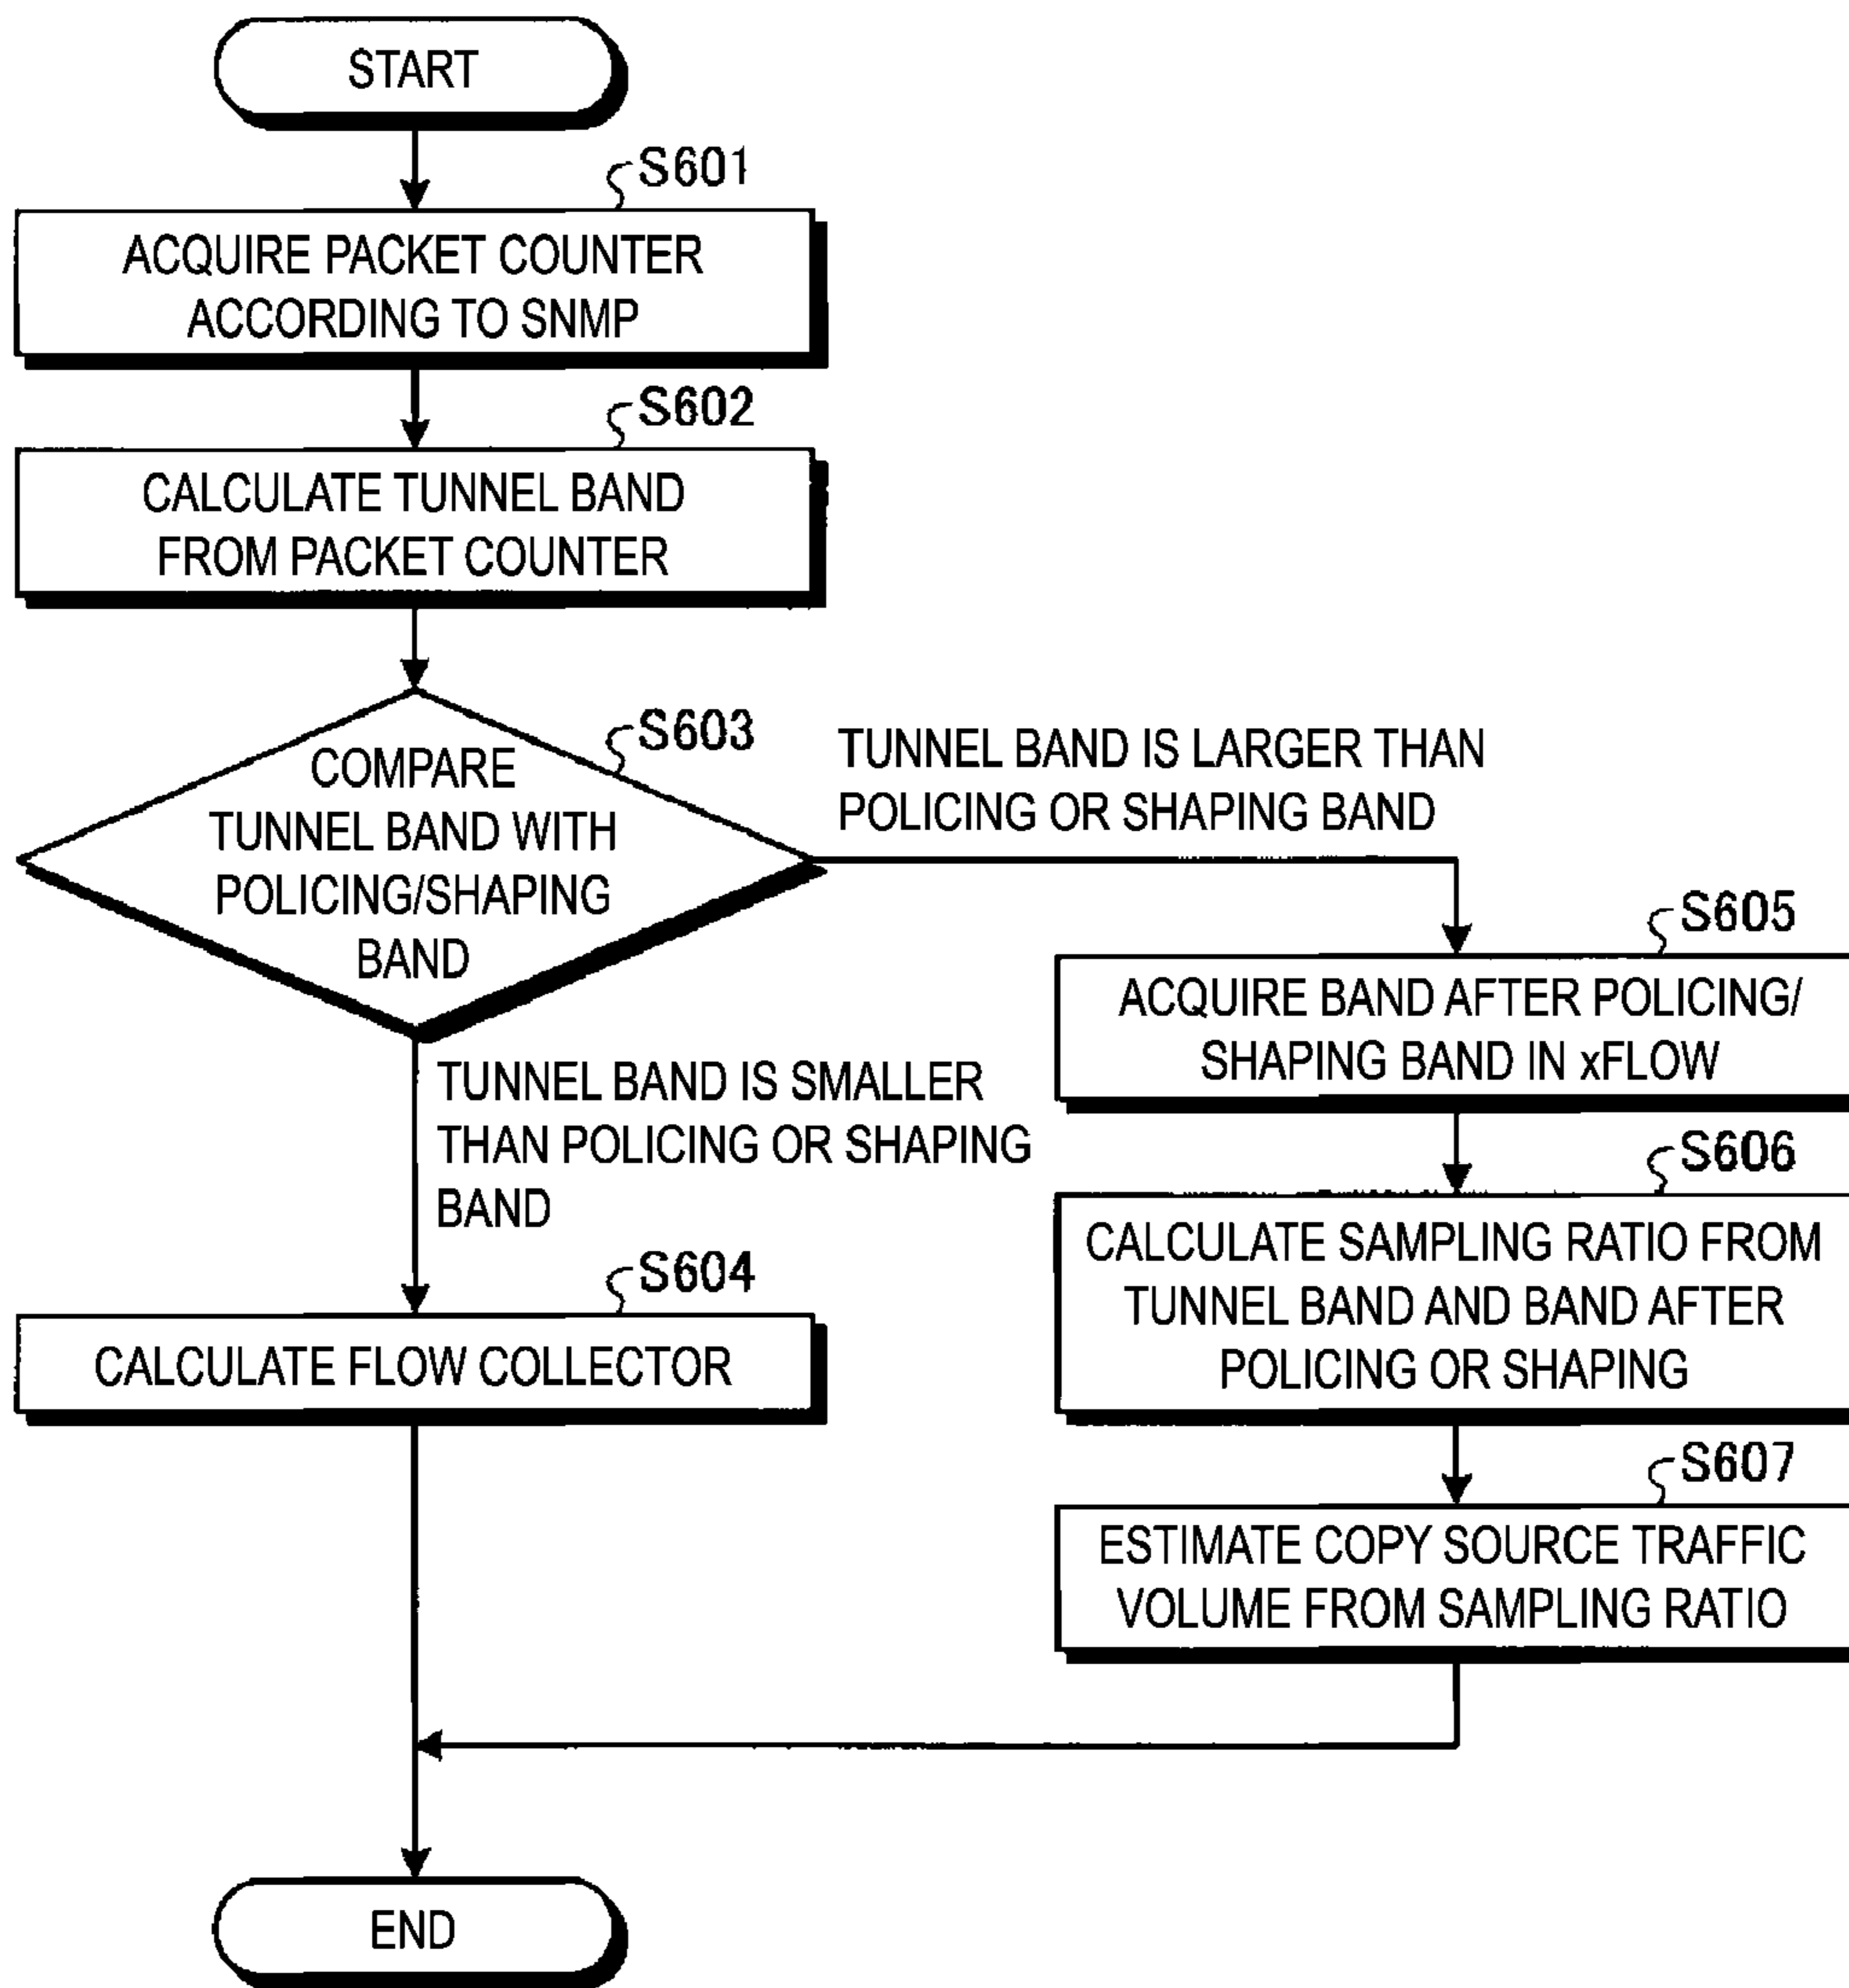 START
S601
ACQUIRE PACKET COUNTER
ACCORDING TO SNMP
S602
CALCULATE TUNNEL BAND
FROM PACKET COUNTER
S603
COMPARE
TUNNEL BAND WITH
POLICING/SHAPING
BAND
TUNNEL BAND IS LARGER THAN
POLICING OR SHAPING BAND
TUNNEL BAND IS SMALLER
THAN POLICING OR SHAPING
BAND
S604
CALCULATE FLOW COLLECTOR
S605
ACQUIRE BAND AFTER POLICING/
SHAPING BAND IN xFLOW
S606
CALCULATE SAMPLING RATIO FROM
TUNNEL BAND AND BAND AFTER
POLICING OR SHAPING
S607
ESTIMATE COPY SOURCE TRAFFIC
VOLUME FROM SAMPLING RATIO
END